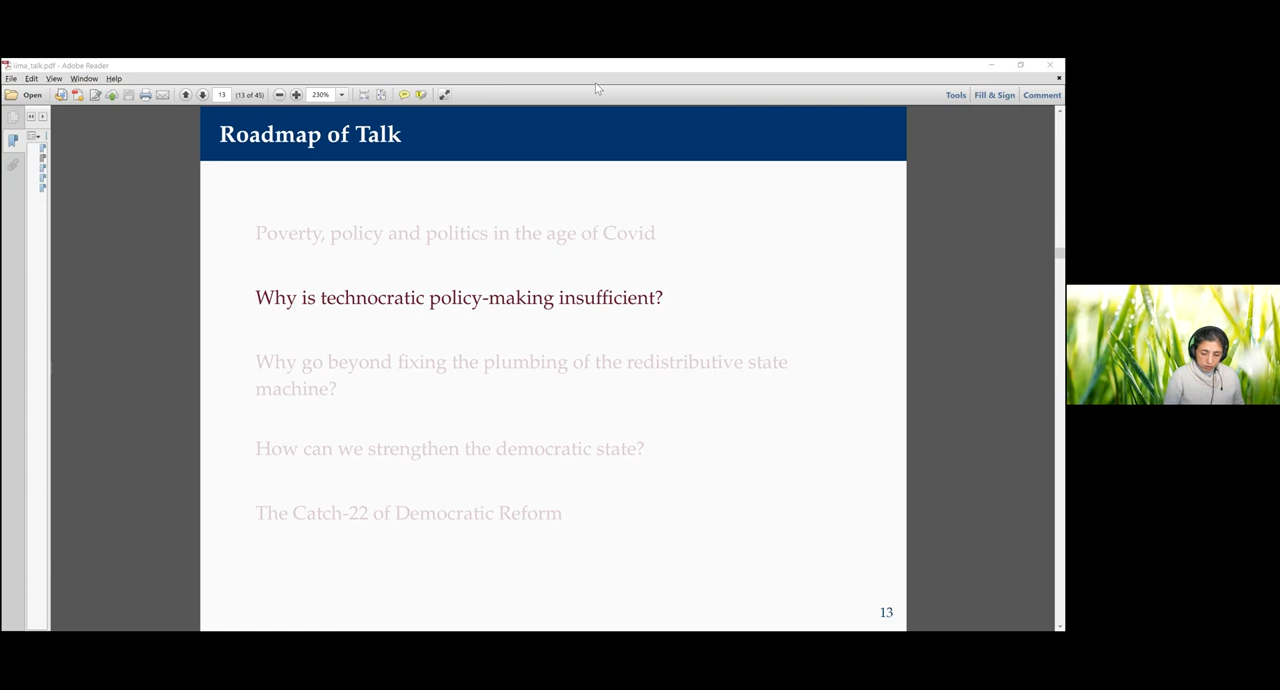 iima_talk.pdf - Adobe Reader
File Edit View Window Help
Open 13 (13 of 45) 230% Tools Fill & Sign Comment
Roadmap of Talk
Poverty, policy and politics in the age of Covid
Why is technocratic policy-making insufficient?
Why go beyond fixing the plumbing of the redistributive state
machine?
How can we strengthen the democratic state?
The Catch-22 of Democratic Reform
13